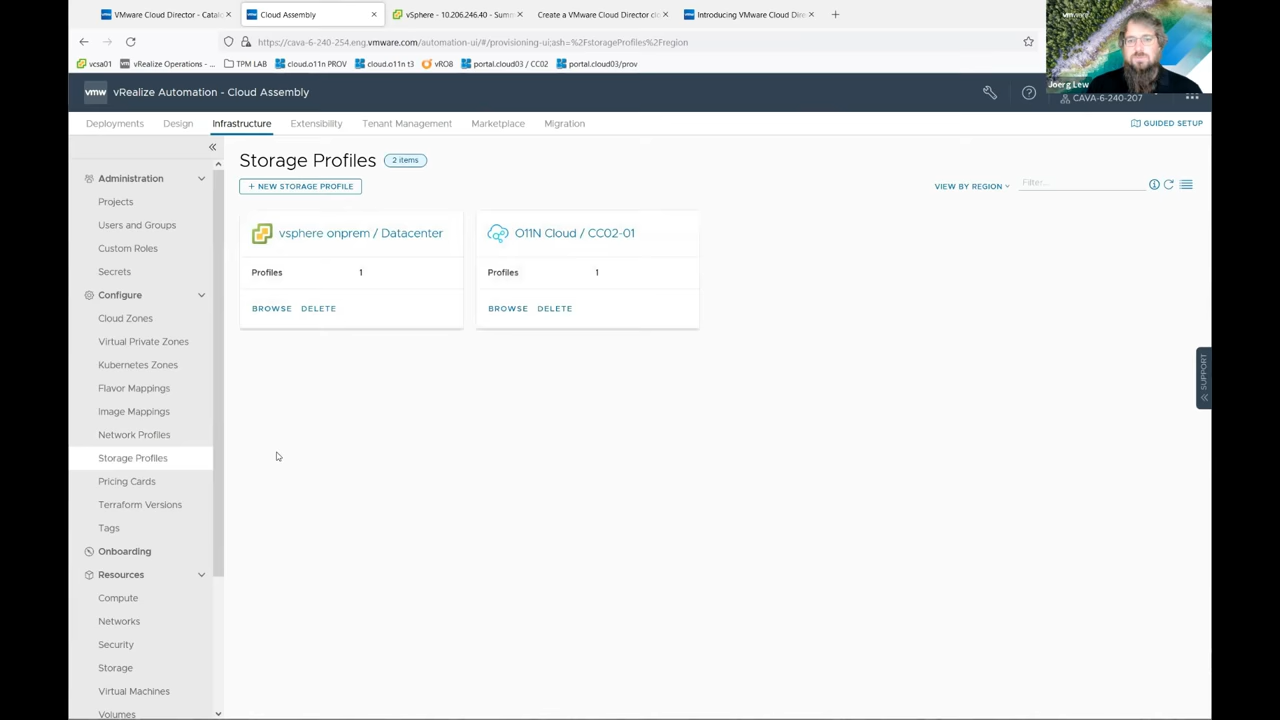 VMware Cloud Director - Catalo
Cloud Assembly
vSphere - 10.206.246.40 - Summ
Create a VMware Cloud Director clo
Introducing VMware Cloud Dire
https://cava-6-240-254.eng.vmware.com/automation-ui/#/provisioning-ui;ash=%2FstorageProfiles%2Fregion
vcsa01
vRealize Operations - ...
TPM LAB
cloud.o11n PROV
cloud.o11n t3
vRO8
portal.cloud03 / CC02
portal.cloud03/prov
vmware
Joerg Lew
vmw
vRealize Automation - Cloud Assembly
CAVA-6-240-207
Deployments
Design
Infrastructure
Extensibility
Tenant Management
Marketplace
Migration
GUIDED SETUP
Administration
Projects
Users and Groups
Custom Roles
Secrets
Configure
Cloud Zones
Virtual Private Zones
Kubernetes Zones
Flavor Mappings
Image Mappings
Network Profiles
Storage Profiles
Pricing Cards
Terraform Versions
Tags
Onboarding
Resources
Compute
Networks
Security
Storage
Virtual Machines
Volumes
Storage Profiles
2 items
+ NEW STORAGE PROFILE
VIEW BY REGION
Filter...
vsphere onprem / Datacenter
Profiles 1
BROWSE DELETE
O11N Cloud / CC02-01
Profiles 1
BROWSE DELETE
SUPPORT